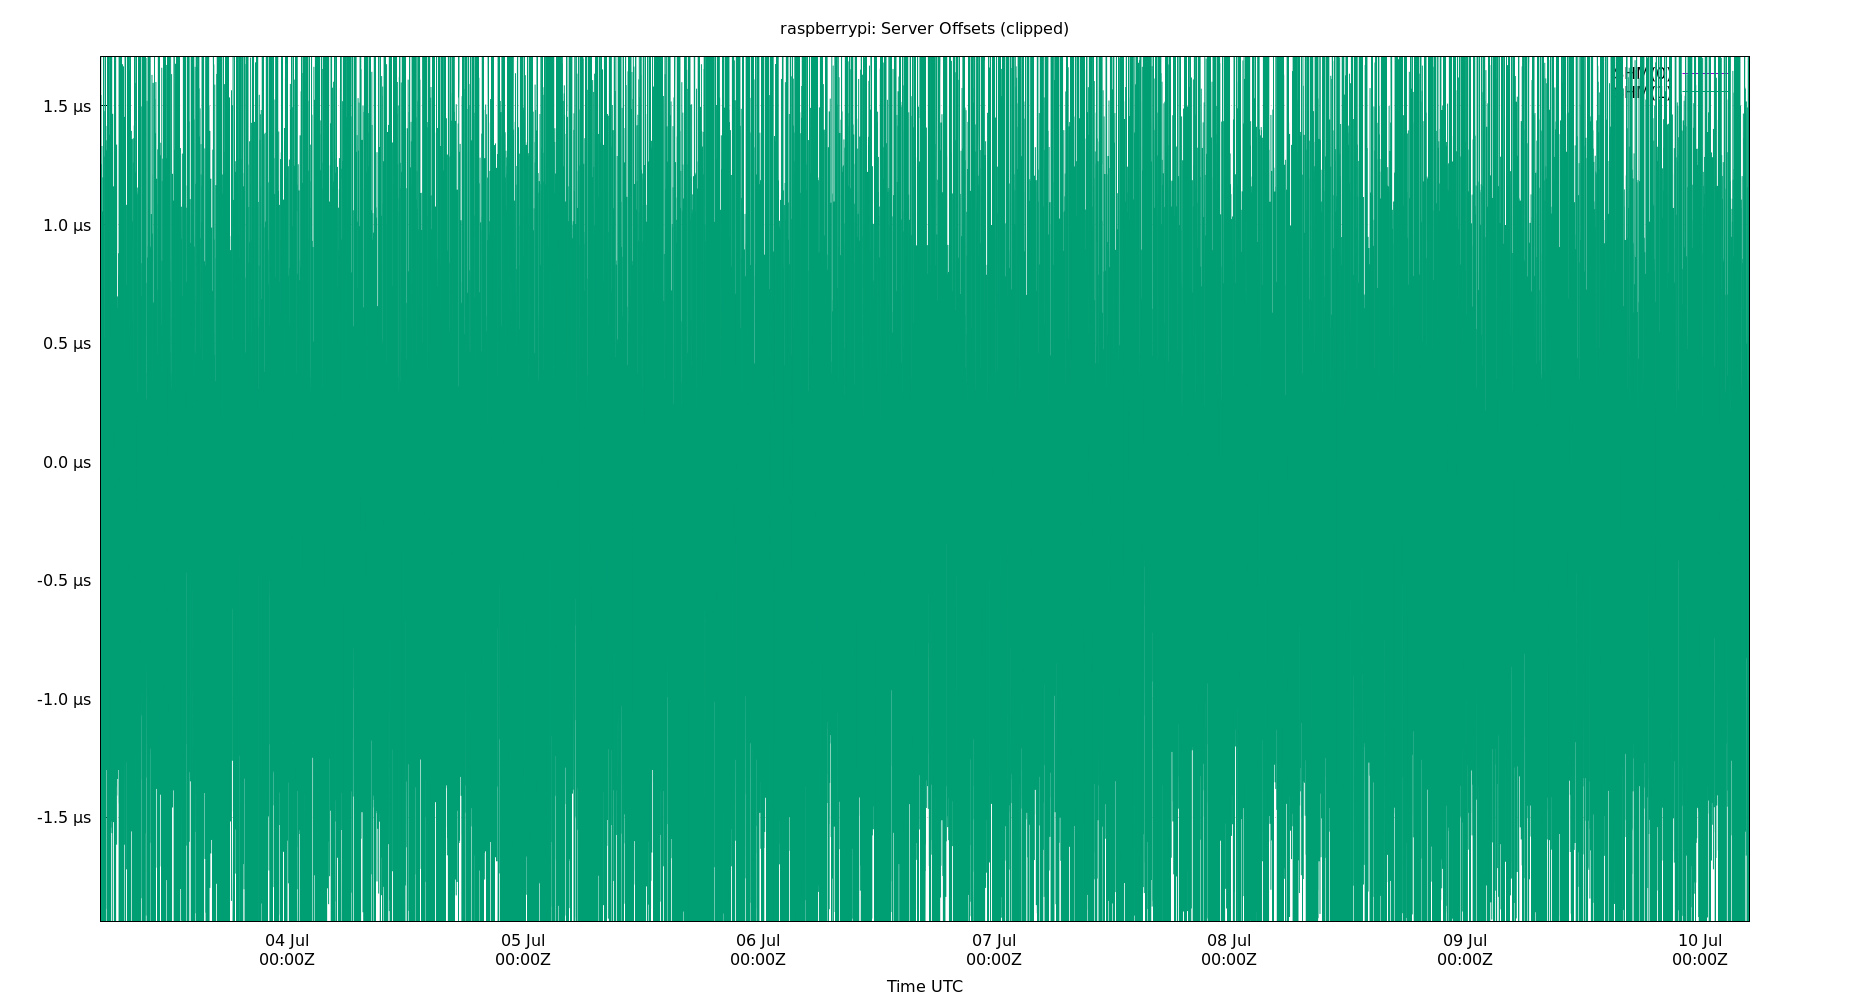 raspberrypi: Server Offsets (clipped)
1.5 µs
1.0 µs
0.5 µs
0.0 µs
-0.5 µs
-1.0 µs
-1.5 µs
04 Jul 05 Jul 06 Jul 07 Jul 08 Jul 09 Jul 10 Jul
00:00Z 00:00Z 00:00Z 00:00Z 00:00Z 00:00Z 00:00Z
Time UTC